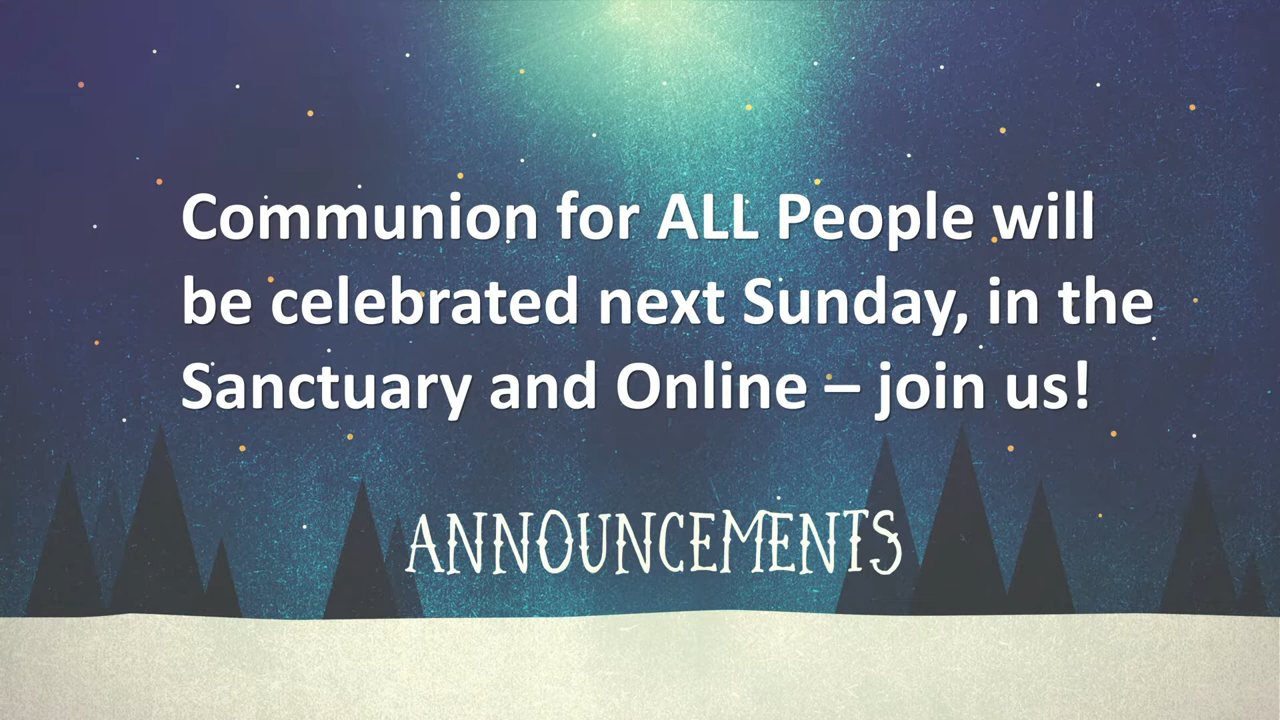 Communion for ALL People will
be celebrated next Sunday, in the
Sanctuary and Online – join us!
ANNOUNCEMENTS